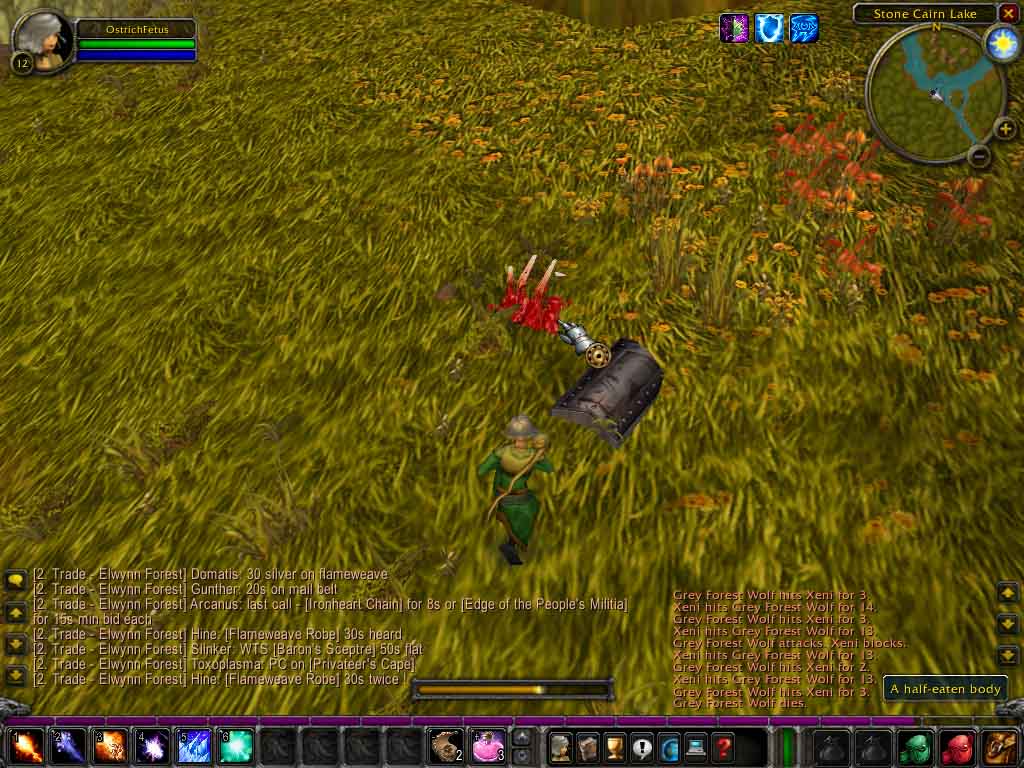 OstrichFetus
12
Stone Cairn Lake
N
[2. Trade - Elwynn Forest] Domatis: 30 silver on flameweave
[2. Trade - Elwynn Forest] Gunther: 20s on mail belt
[2. Trade - Elwynn Forest] Arcanus: last call - [Ironheart Chain] for 8s or [Edge of the People's Militia]
for 15s min bid each
[2. Trade - Elwynn Forest] Hine: [Flameweave Robe] 30s heard
[2. Trade - Elwynn Forest] Slinker: WTS [Baron's Sceptre] 50s flat
[2. Trade - Elwynn Forest] Toxoplasma: PC on [Privateer's Cape]
[2. Trade - Elwynn Forest] Hine: [Flameweave Robe] 30s twice !
Grey Forest Wolf hits Xeni for 3.
Xeni hits Grey Forest Wolf for 14.
Grey Forest Wolf hits Xeni for 3.
Xeni hits Grey Forest Wolf for 13.
Grey Forest Wolf attacks. Xeni blocks.
Xeni hits Grey Forest Wolf for 13.
Grey Forest Wolf hits Xeni for 2.
Xeni hits Grey Forest Wolf for 13.
Grey Forest Wolf hits Xeni for 3.
Grey Forest Wolf dies.
A half-eaten body
1 2 3 4 5 6 2 3